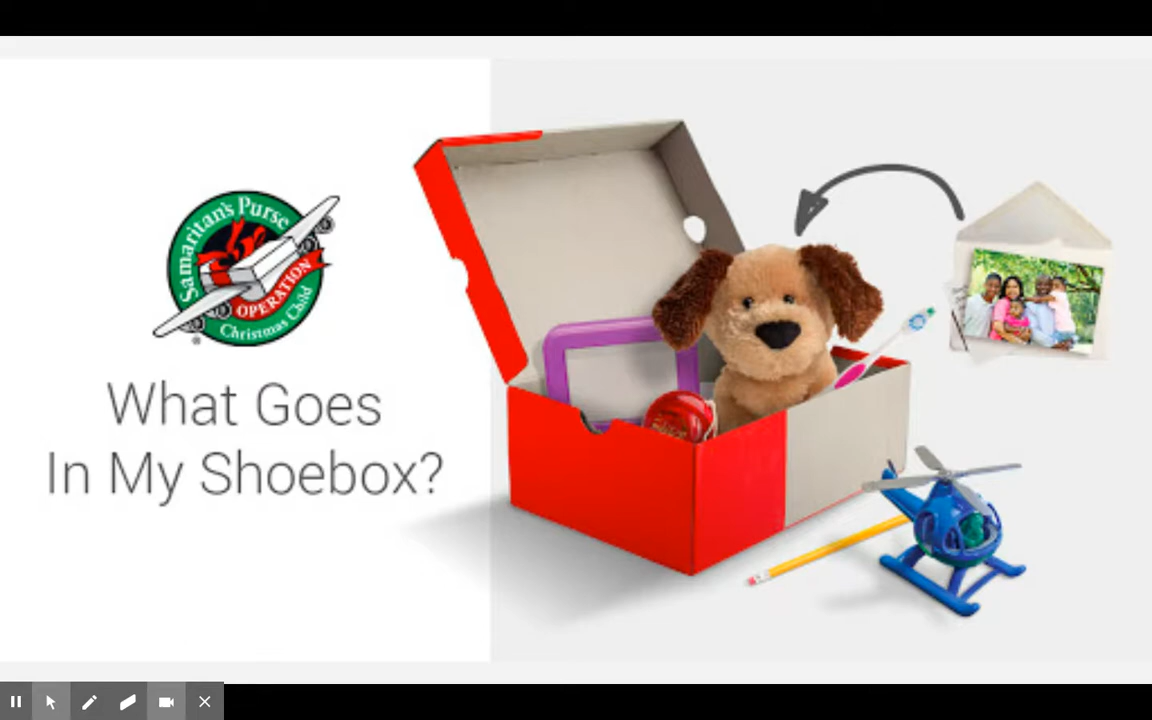 Samaritan's Purse
OPERATION
Christmas Child
What Goes
In My Shoebox?